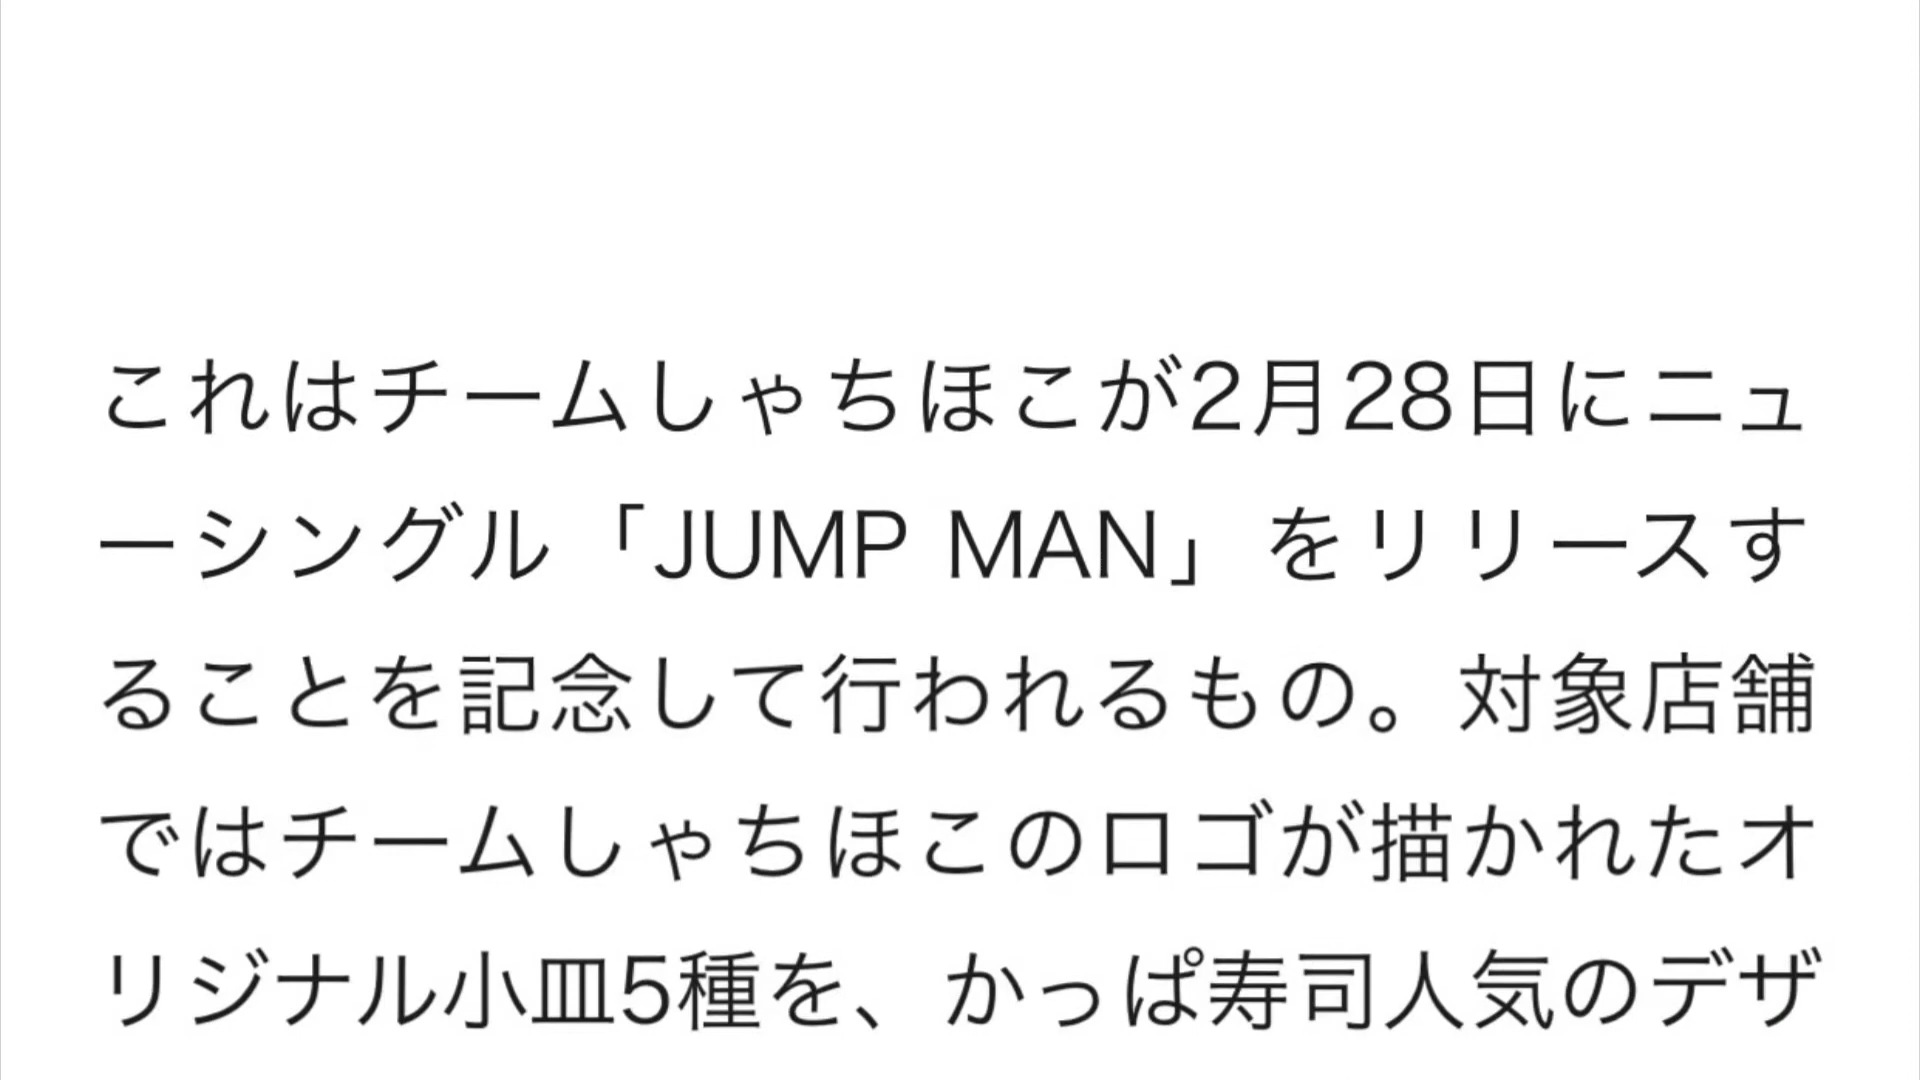 これはチームしゃちほこが2月28日にニュ
ーシングル「JUMP MAN」をリリースす
ることを記念して行われるもの。対象店舗
ではチームしゃちほこのロゴが描かれたオ
リジナル小皿5種を、かっぱ寿司人気のデザ